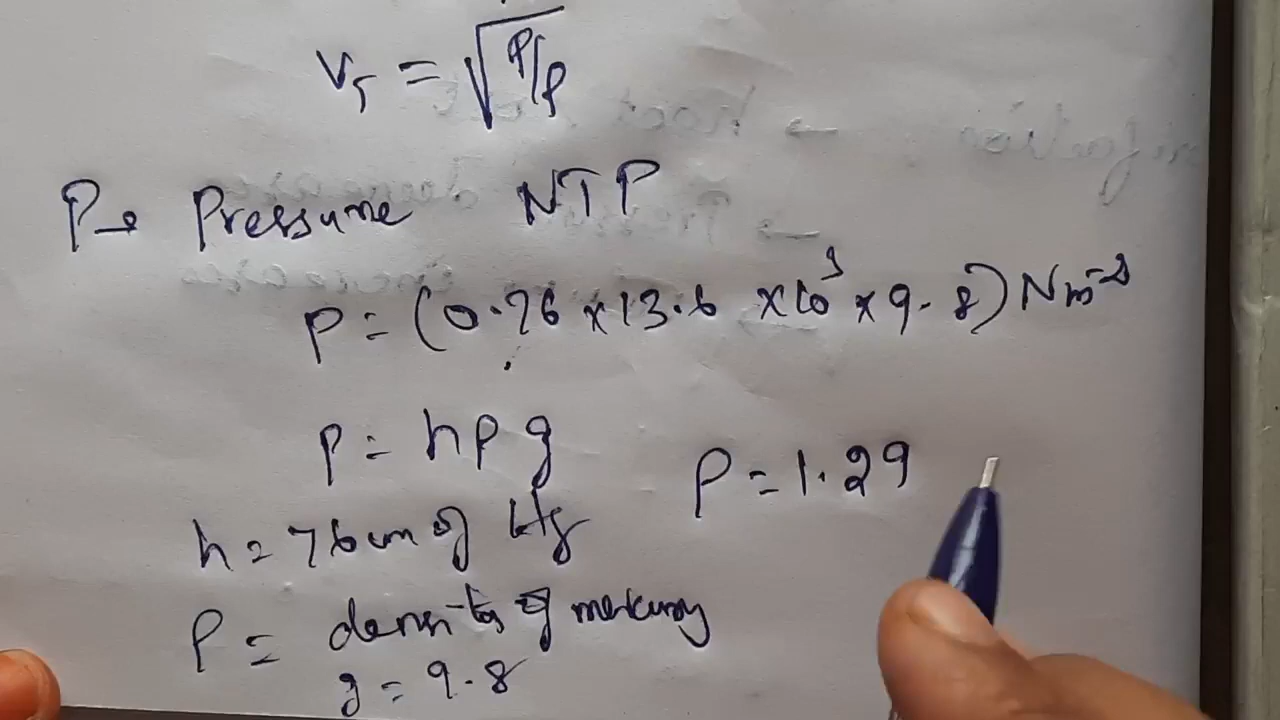 v_T = √P/ρ
P → Pressure NTP
P = (0.76 × 13.6 × 10³ × 9.8) Nm⁻²
P = hρg
ρ = 1.29
h = 76cm of Hg
ρ = density of mercury
g = 9.8